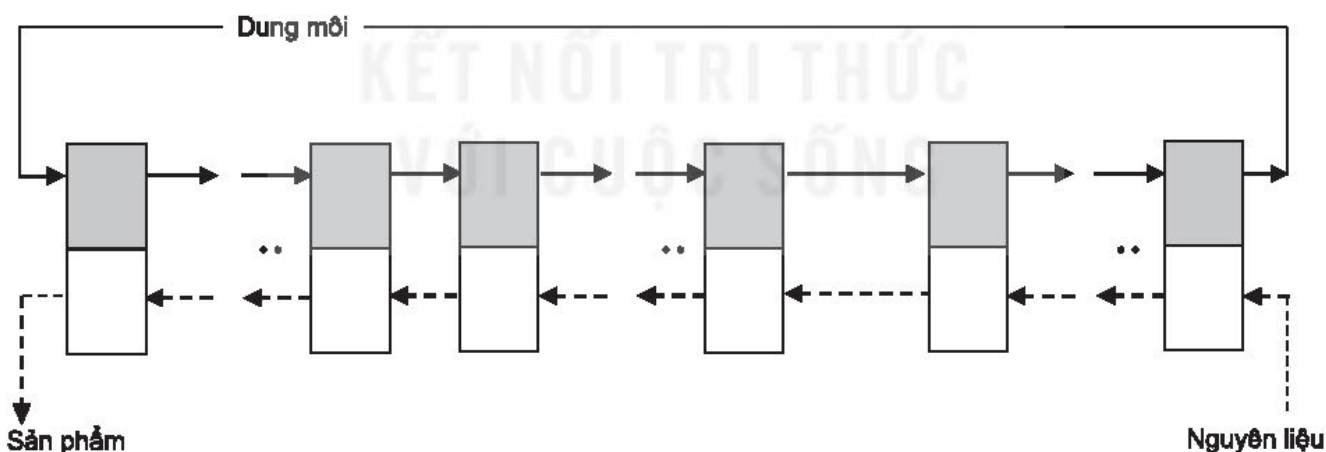 Dung môi
KẾT NỐI TRI THỨC
VỚI CUỘC SỐNG
Sản phẩm
Nguyên liệu